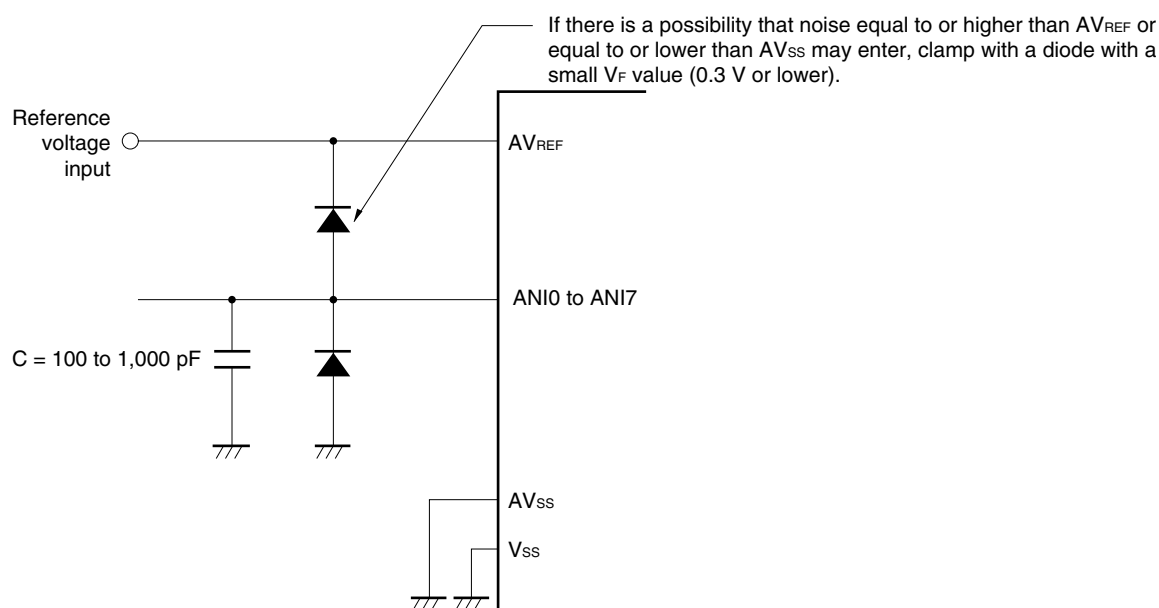 If there is a possibility that noise equal to or higher than AVREF or
equal to or lower than AVSS may enter, clamp with a diode with a
small VF value (0.3 V or lower).
Reference
voltage
input
AVREF
ANI0 to ANI7
C = 100 to 1,000 pF
AVSS
VSS